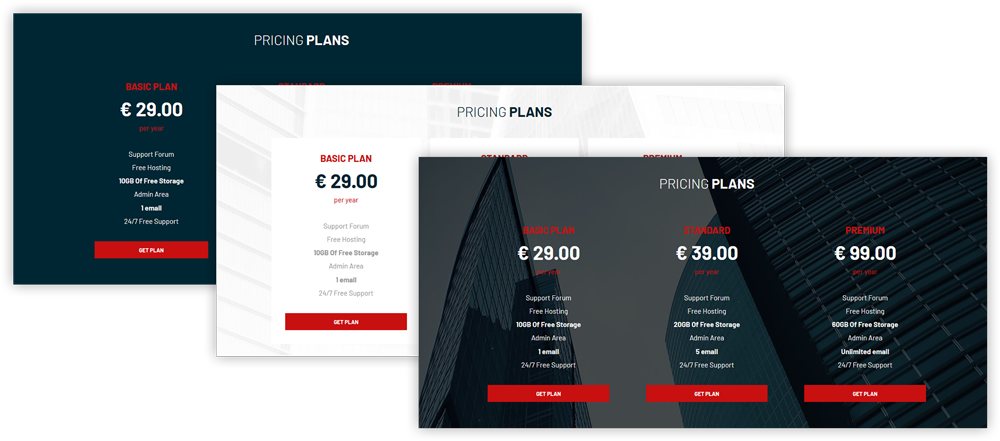 PRICING PLANS
BASIC PLAN
€ 29.00
per year
Support Forum
Free Hosting
10GB Of Free Storage
Admin Area
1 email
24/7 Free Support
GET PLAN
STANDARD
PREMIUM
PRICING PLANS
BASIC PLAN
€ 29.00
per year
Support Forum
Free Hosting
10GB Of Free Storage
Admin Area
1 email
24/7 Free Support
GET PLAN
STANDARD
PREMIUM
PRICING PLANS
BASIC PLAN
€ 29.00
per year
Support Forum
Free Hosting
10GB Of Free Storage
Admin Area
1 email
24/7 Free Support
GET PLAN
STANDARD
€ 39.00
per year
Support Forum
Free Hosting
20GB Of Free Storage
Admin Area
5 email
24/7 Free Support
GET PLAN
PREMIUM
€ 99.00
per year
Support Forum
Free Hosting
60GB Of Free Storage
Admin Area
Unlimited email
24/7 Free Support
GET PLAN